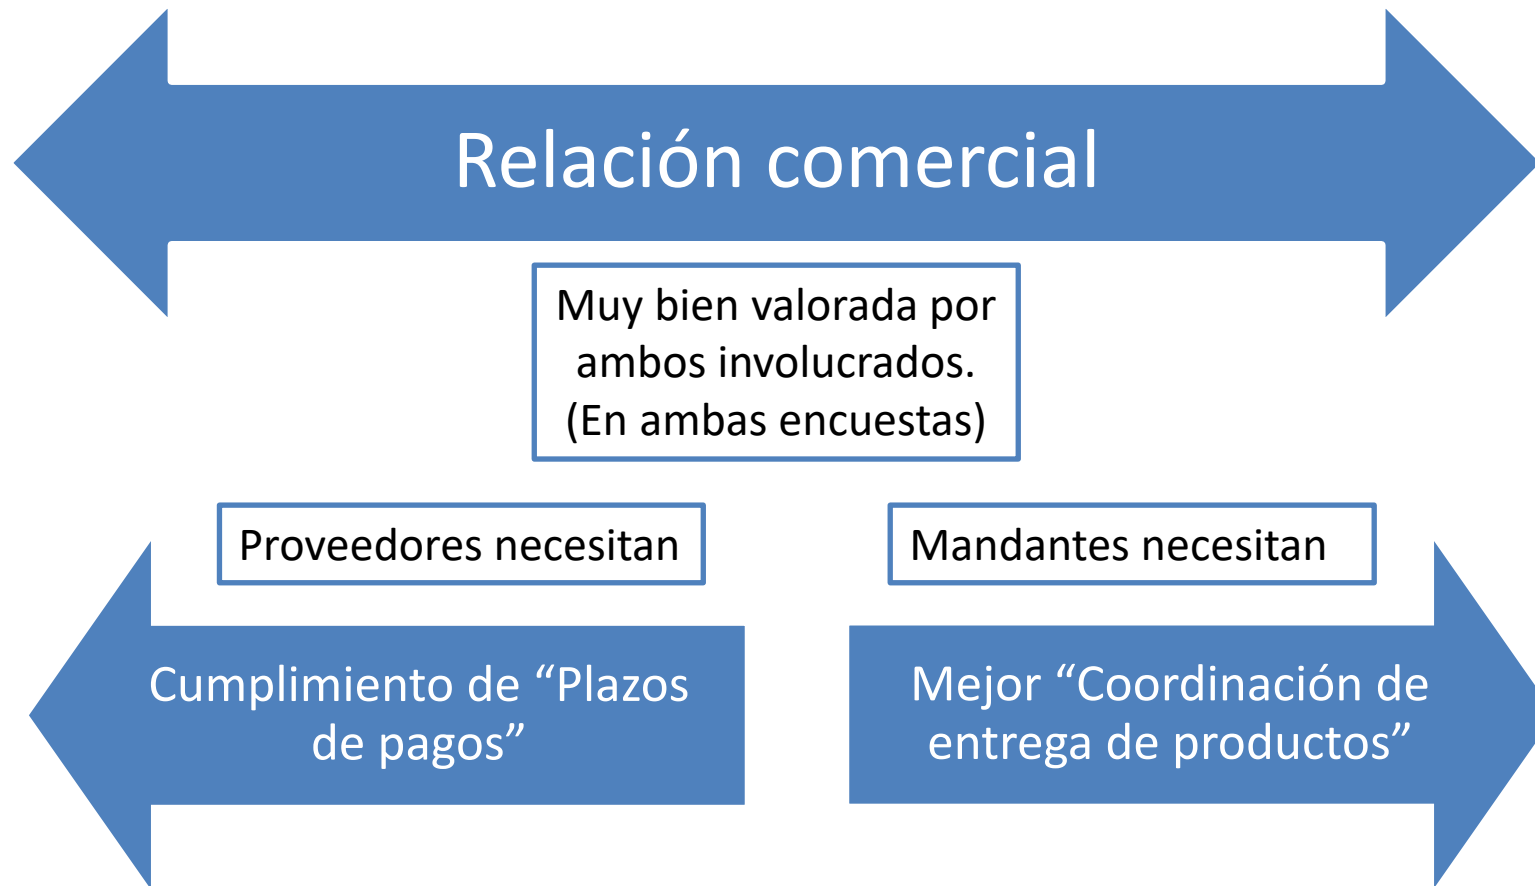 Relación comercial
Muy bien valorada por
ambos involucrados.
(En ambas encuestas)
Proveedores necesitan
Mandantes necesitan
Cumplimiento de “Plazos
de pagos”
Mejor “Coordinación de
entrega de productos”